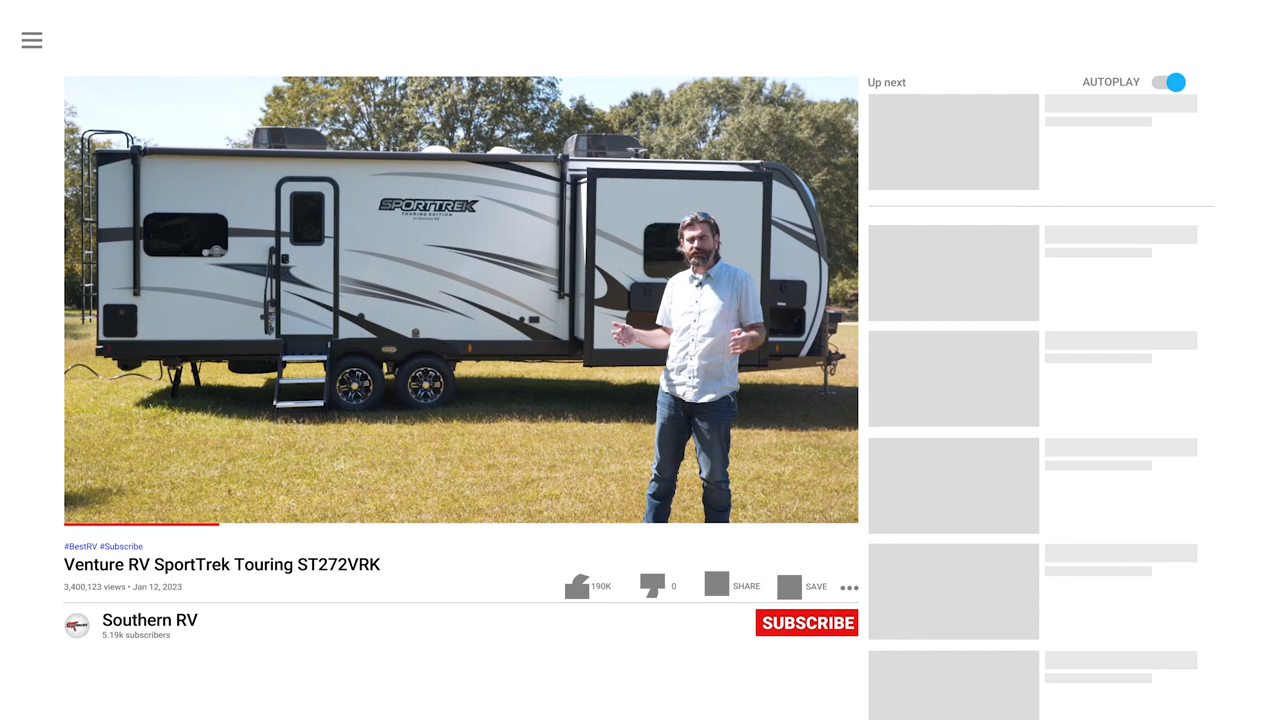 Up next
AUTOPLAY
SPORTTREK
TOURING EDITION
#BestRV #Subscribe
Venture RV SportTrek Touring ST272VRK
3,400,123 views • Jan 12, 2023
190K
0
SHARE
SAVE
Southern RV
5.19k subscribers
SUBSCRIBE